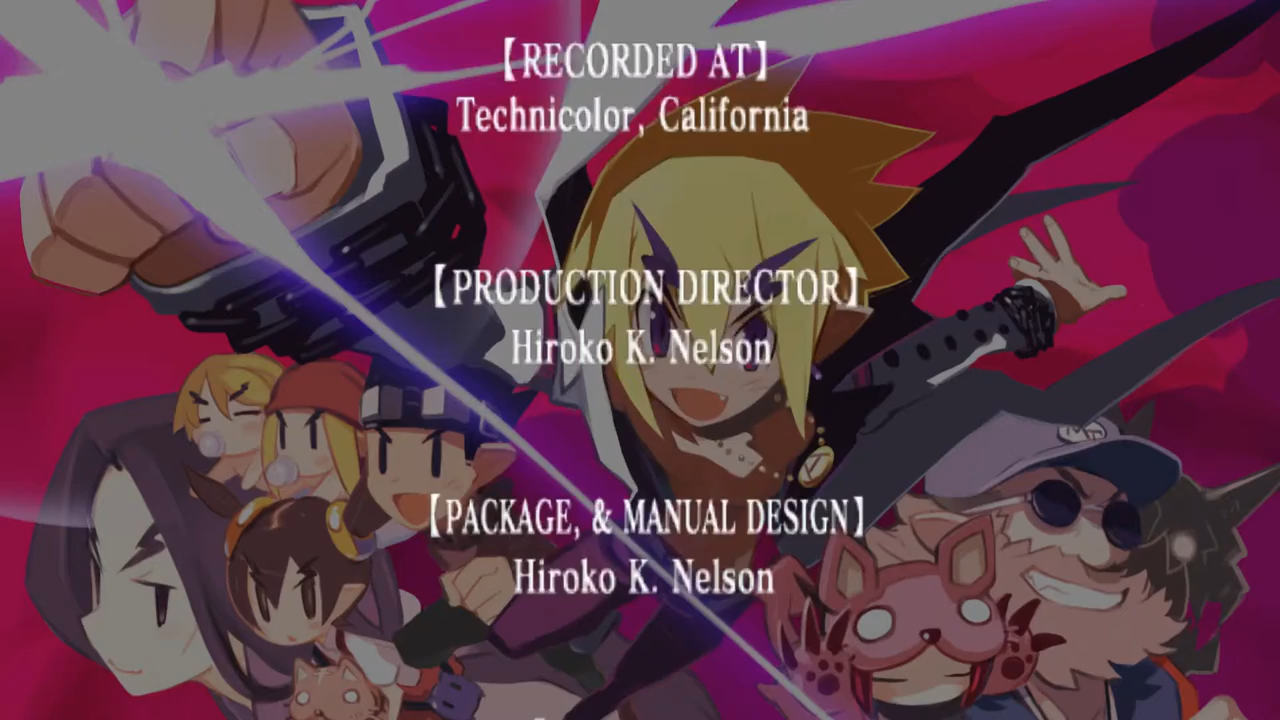 【RECORDED AT】
Technicolor, California
【PRODUCTION DIRECTOR】
Hiroko K. Nelson
【PACKAGE, & MANUAL DESIGN】
Hiroko K. Nelson